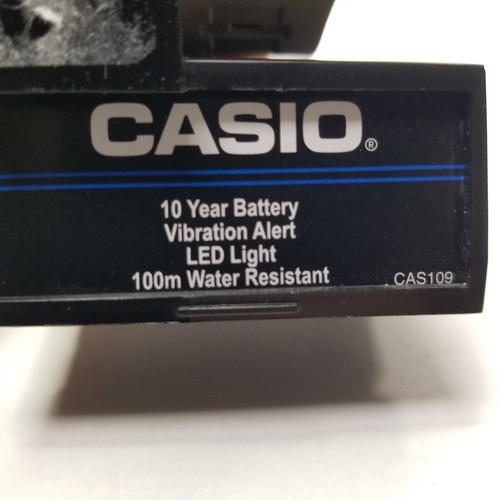 CASIO®
10 Year Battery
Vibration Alert
LED Light
100m Water Resistant
CAS109